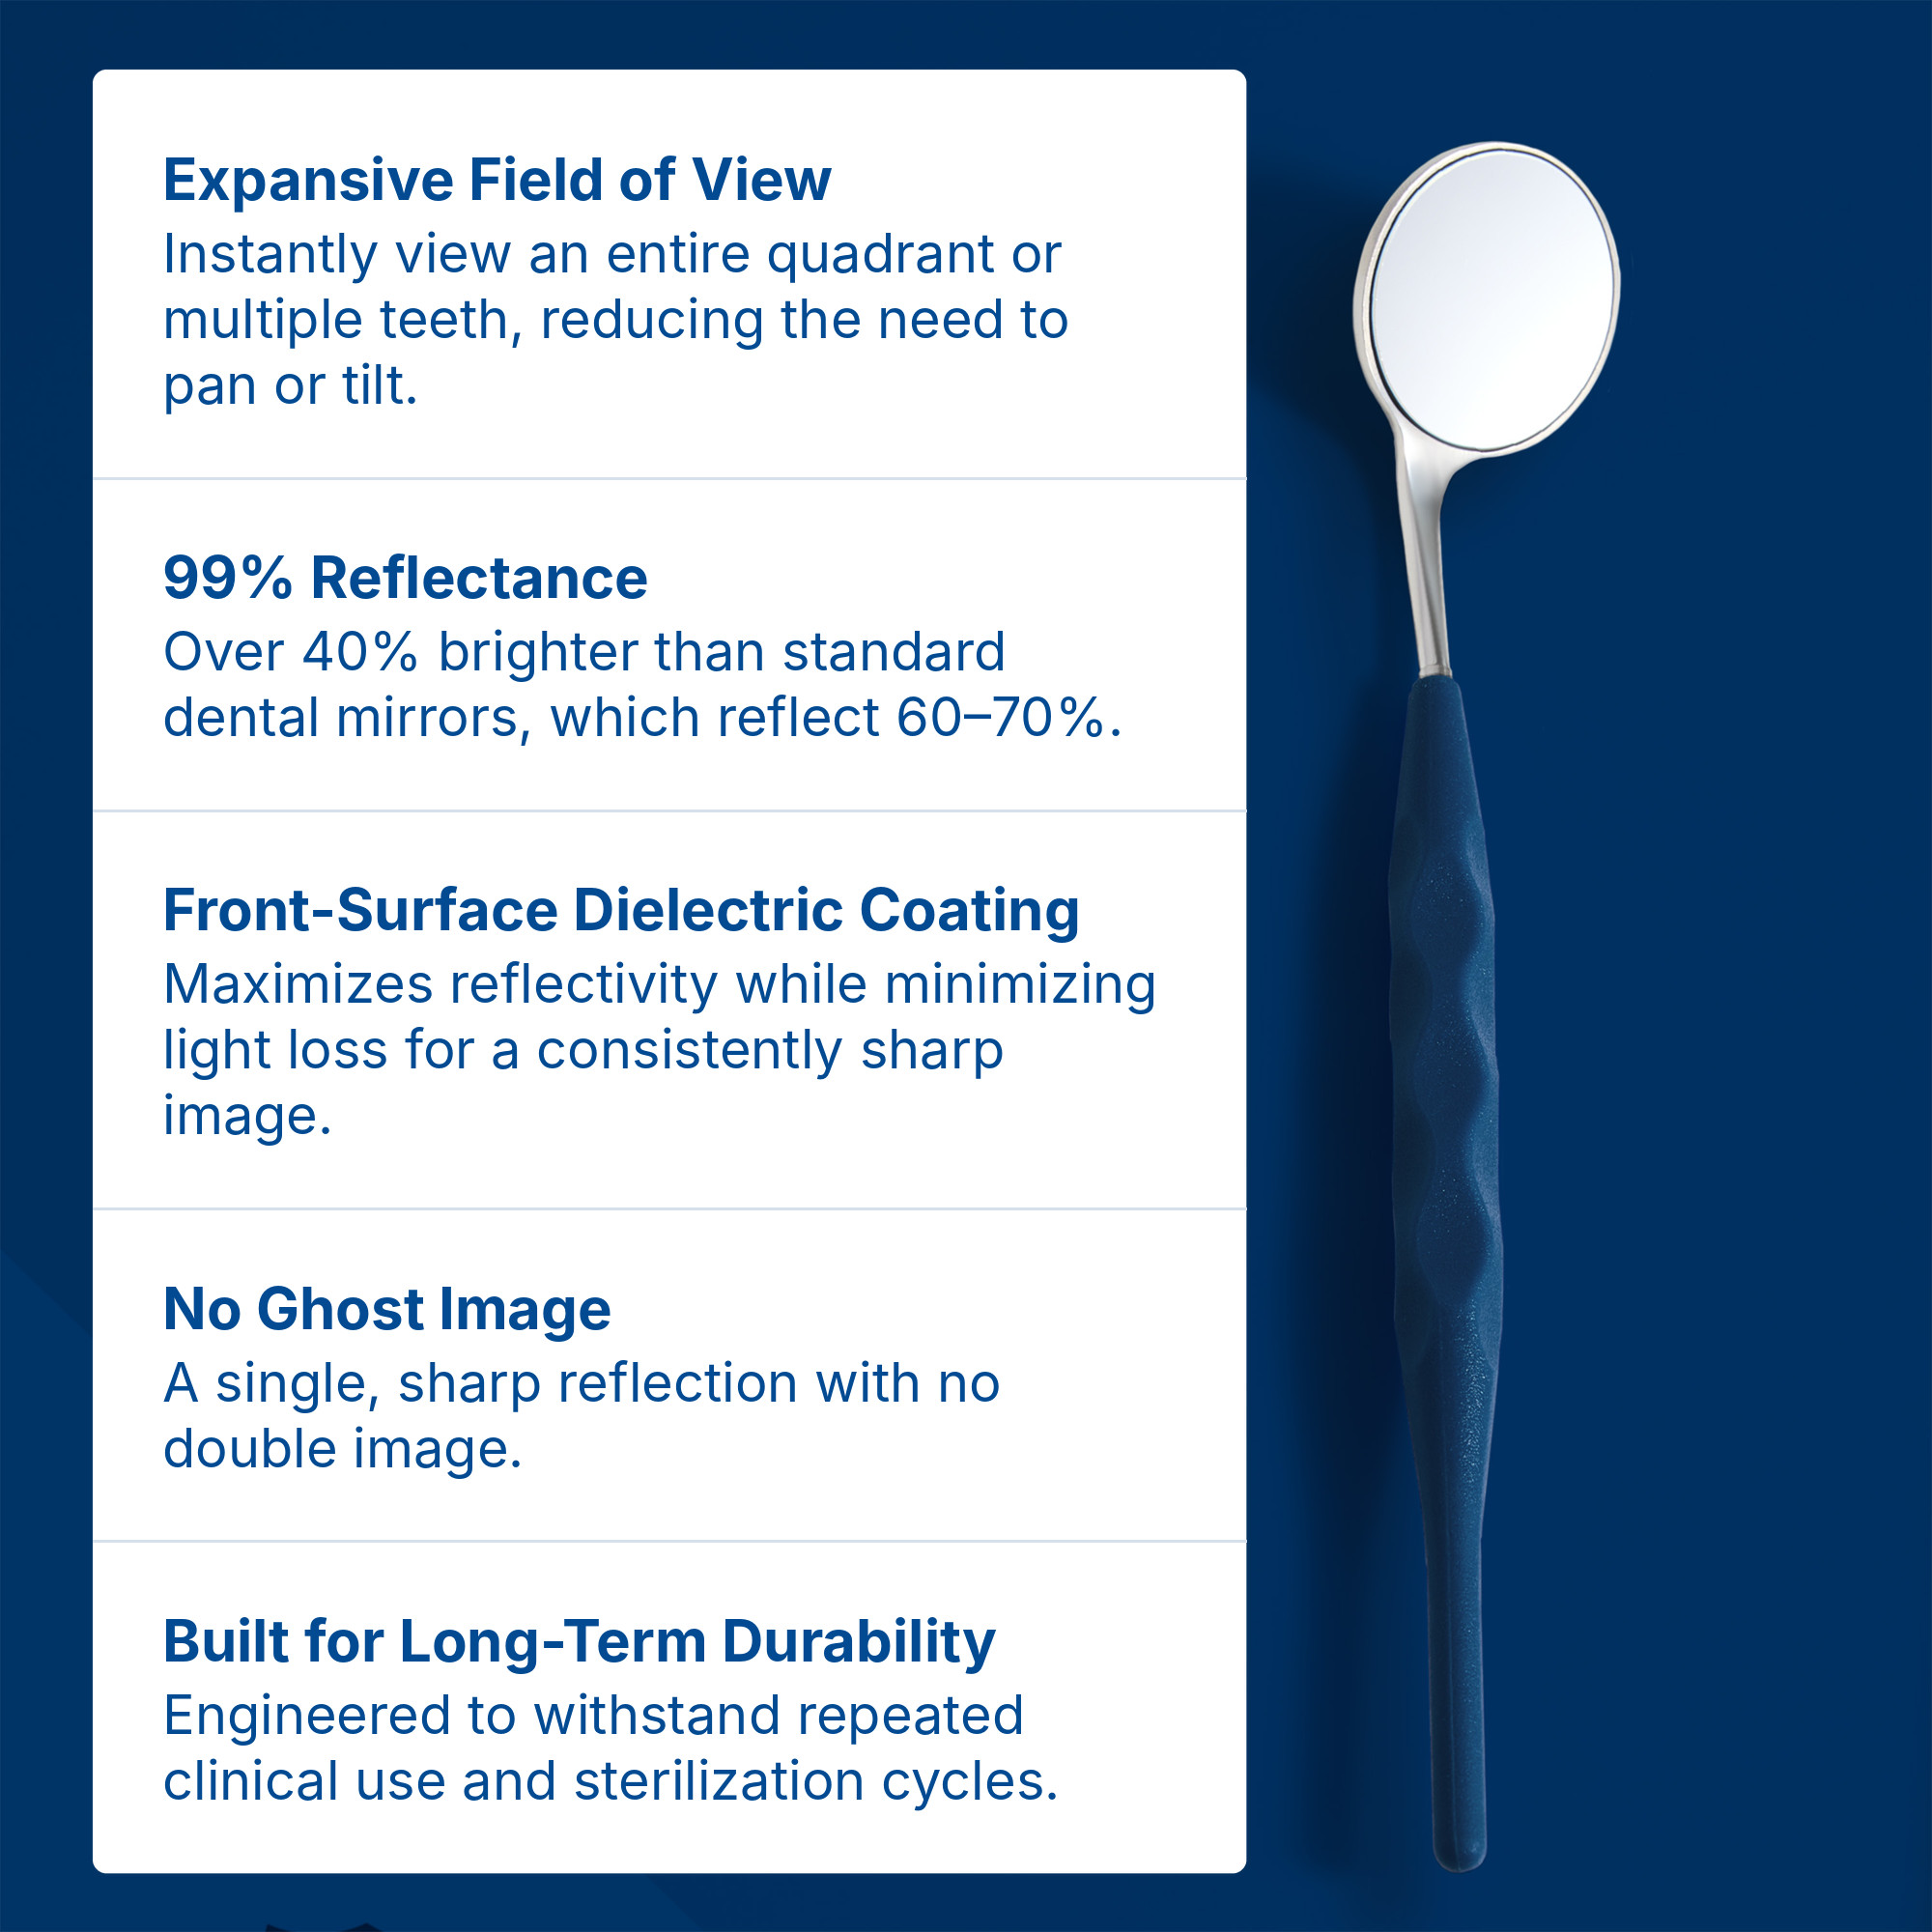 Expansive Field of View
Instantly view an entire quadrant or
multiple teeth, reducing the need to
pan or tilt.
99% Reflectance
Over 40% brighter than standard
dental mirrors, which reflect 60–70%.
Front-Surface Dielectric Coating
Maximizes reflectivity while minimizing
light loss for a consistently sharp
image.
No Ghost Image
A single, sharp reflection with no
double image.
Built for Long-Term Durability
Engineered to withstand repeated
clinical use and sterilization cycles.